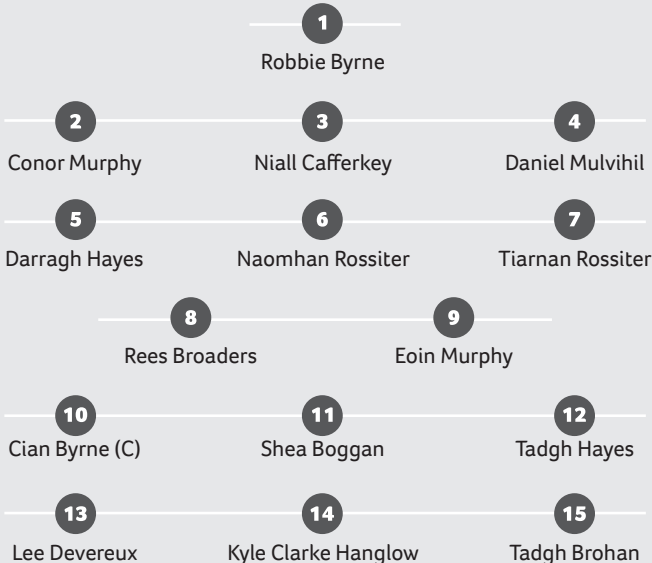 1
Robbie Byrne
2 3 4
Conor Murphy Niall Cafferkey Daniel Mulvihil
5 6 7
Darragh Hayes Naomhan Rossiter Tiarnan Rossiter
8 9
Rees Broaders Eoin Murphy
10 11 12
Cian Byrne (C) Shea Boggan Tadgh Hayes
13 14 15
Lee Devereux Kyle Clarke Hanglow Tadgh Brohan